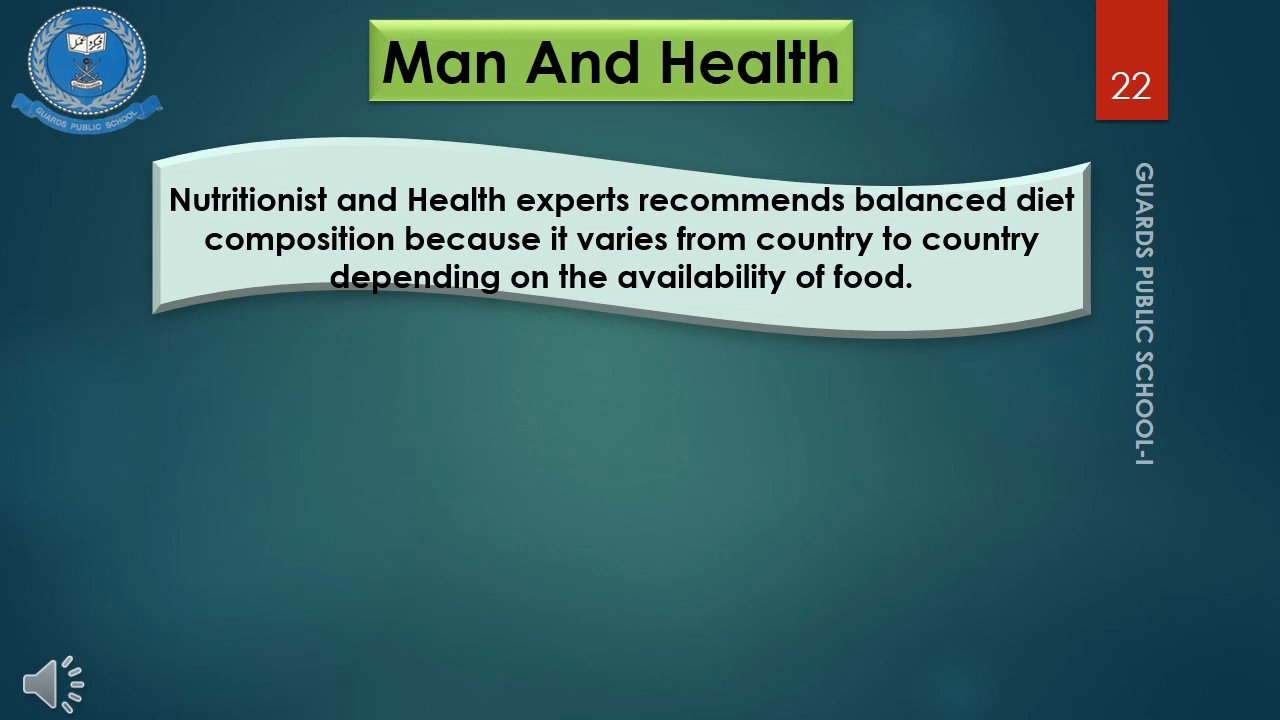 Man And Health
22
GUARDS PUBLIC SCHOOL
Nutritionist and Health experts recommends balanced diet
composition because it varies from country to country
depending on the availability of food.
GUARDS PUBLIC SCHOOL-I